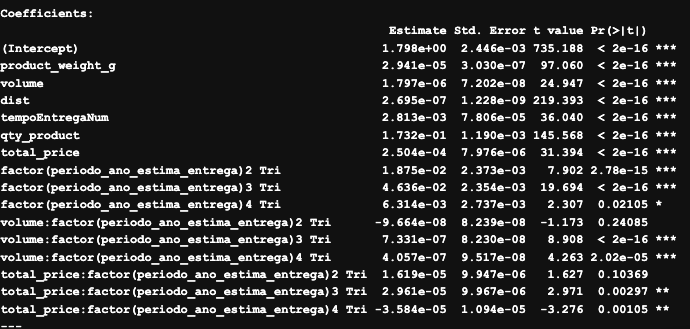 Coefficients:
Estimate Std. Error t value Pr(>|t|)
(Intercept) 1.798e+00 2.446e-03 735.188 < 2e-16 ***
product_weight_g 2.941e-05 3.030e-07 97.060 < 2e-16 ***
volume 1.797e-06 7.202e-08 24.947 < 2e-16 ***
dist 2.695e-07 1.228e-09 219.393 < 2e-16 ***
tempoEntregaNum 2.813e-03 7.806e-05 36.040 < 2e-16 ***
qty_product 1.732e-01 1.190e-03 145.568 < 2e-16 ***
total_price 2.504e-04 7.976e-06 31.394 < 2e-16 ***
factor(periodo_ano_estima_entrega)2 Tri 1.875e-02 2.373e-03 7.902 2.78e-15 ***
factor(periodo_ano_estima_entrega)3 Tri 4.636e-02 2.354e-03 19.694 < 2e-16 ***
factor(periodo_ano_estima_entrega)4 Tri 6.314e-03 2.737e-03 2.307 0.02105 *
volume:factor(periodo_ano_estima_entrega)2 Tri -9.664e-08 8.239e-08 -1.173 0.24085
volume:factor(periodo_ano_estima_entrega)3 Tri 7.331e-07 8.230e-08 8.908 < 2e-16 ***
volume:factor(periodo_ano_estima_entrega)4 Tri 4.057e-07 9.517e-08 4.263 2.02e-05 ***
total_price:factor(periodo_ano_estima_entrega)2 Tri 1.619e-05 9.947e-06 1.627 0.10369
total_price:factor(periodo_ano_estima_entrega)3 Tri 2.961e-05 9.967e-06 2.971 0.00297 **
total_price:factor(periodo_ano_estima_entrega)4 Tri -3.584e-05 1.094e-05 -3.276 0.00105 **
---